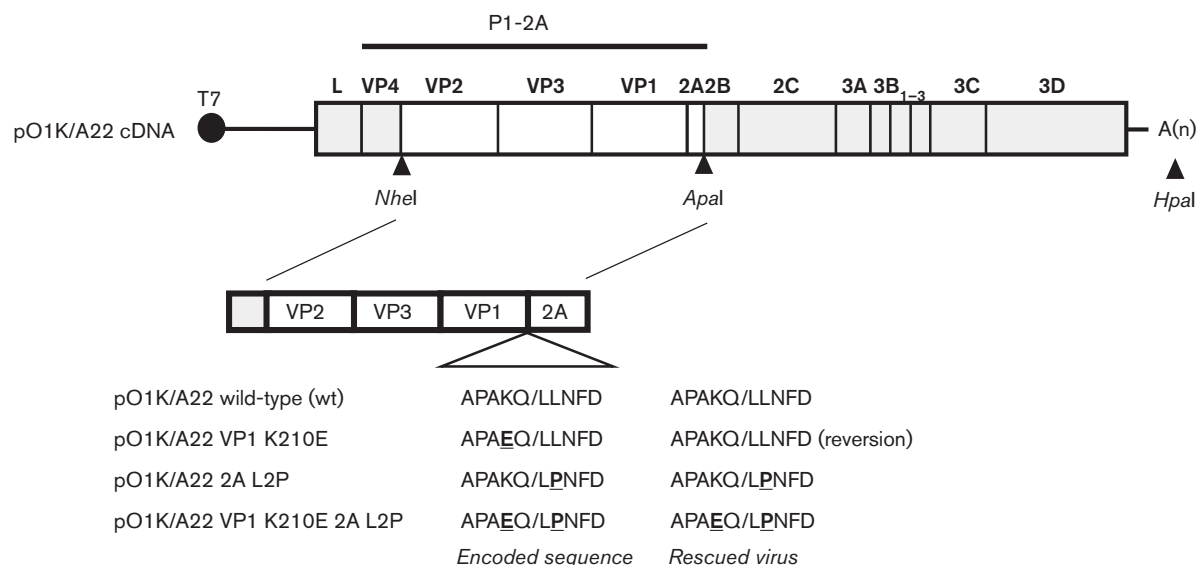 P1-2A
L VP4 VP2 VP3 VP1 2A 2B 2C 3A 3B1–3 3C 3D
T7
pO1K/A22 cDNA
A(n)
NheI ApaI HpaI
VP2 VP3 VP1 2A
pO1K/A22 wild-type (wt) APAKQ/LLNFD APAKQ/LLNFD
pO1K/A22 VP1 K210E APAEQ/LLNFD APAKQ/LLNFD (reversion)
pO1K/A22 2A L2P APAKQ/LPNFD APAKQ/LPNFD
pO1K/A22 VP1 K210E 2A L2P APAEQ/LPNFD APAEQ/LPNFD
Encoded sequence Rescued virus